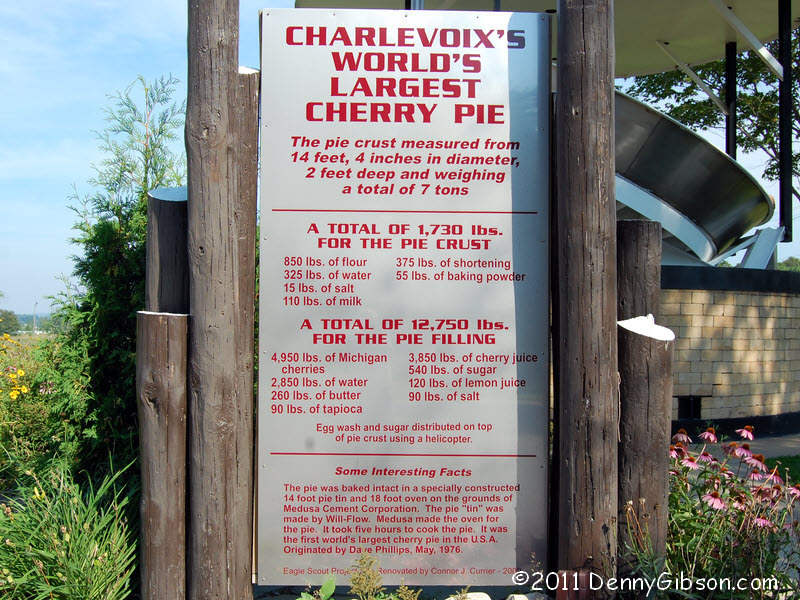 CHARLEVOIX'S
WORLD'S
LARGEST
CHERRY PIE
The pie crust measured from
14 feet, 4 inches in diameter,
2 feet deep and weighing
a total of 7 tons
A TOTAL OF 1,730 lbs.
FOR THE PIE CRUST
850 lbs. of flour
325 lbs. of water
15 lbs. of salt
110 lbs. of milk
375 lbs. of shortening
55 lbs. of baking powder
A TOTAL OF 12,750 lbs.
FOR THE PIE FILLING
4,950 lbs. of Michigan
cherries
2,850 lbs. of water
260 lbs. of butter
90 lbs. of tapioca
3,850 lbs. of cherry juice
540 lbs. of sugar
120 lbs. of lemon juice
90 lbs. of salt
Egg wash and sugar distributed on top
of pie crust using a helicopter.
Some Interesting Facts
The pie was baked intact in a specially constructed
14 foot pie tin and 18 foot oven on the grounds of
Medusa Cement Corporation. The pie "tin" was
made by Will-Flow. Medusa made the oven for
the pie. It took five hours to cook the pie. It was
the first world's largest cherry pie in the U.S.A.
Originated by Dave Phillips, May, 1976.
Eagle Scout Renovated by Connor J. Currier -
©2011 DennyGibson.com